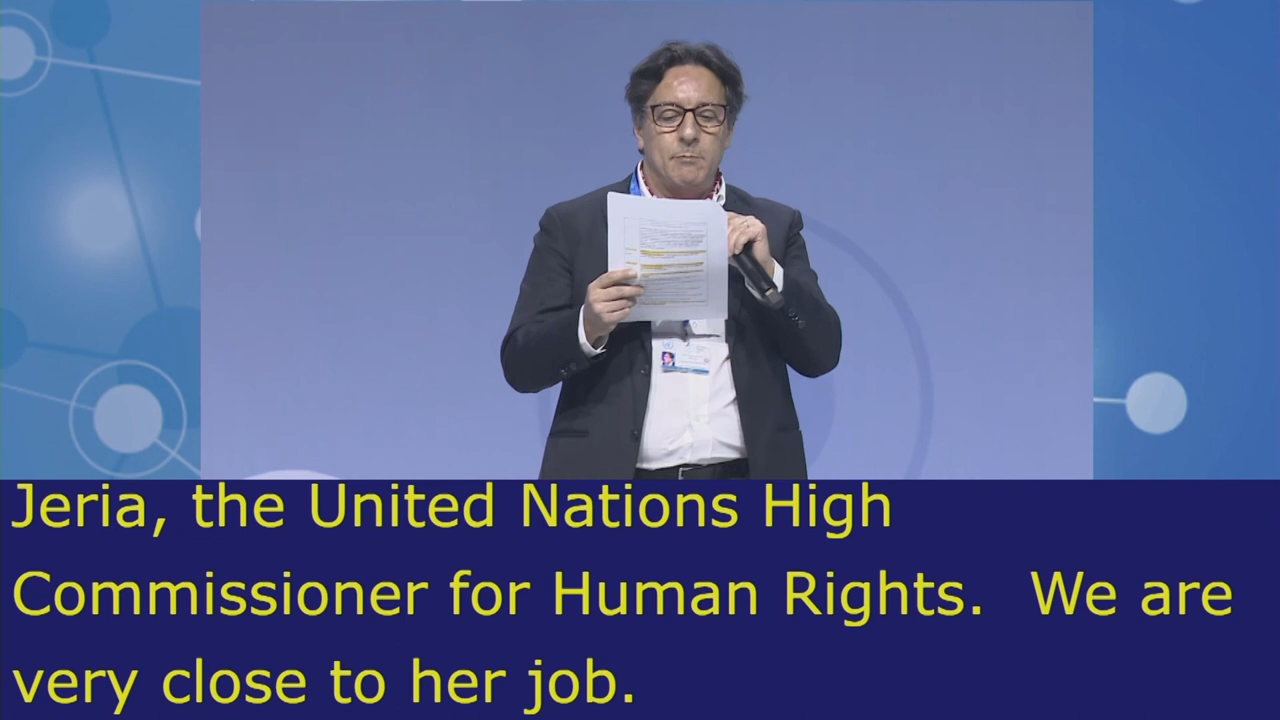 Jeria, the United Nations High
Commissioner for Human Rights.  We are
very close to her job.